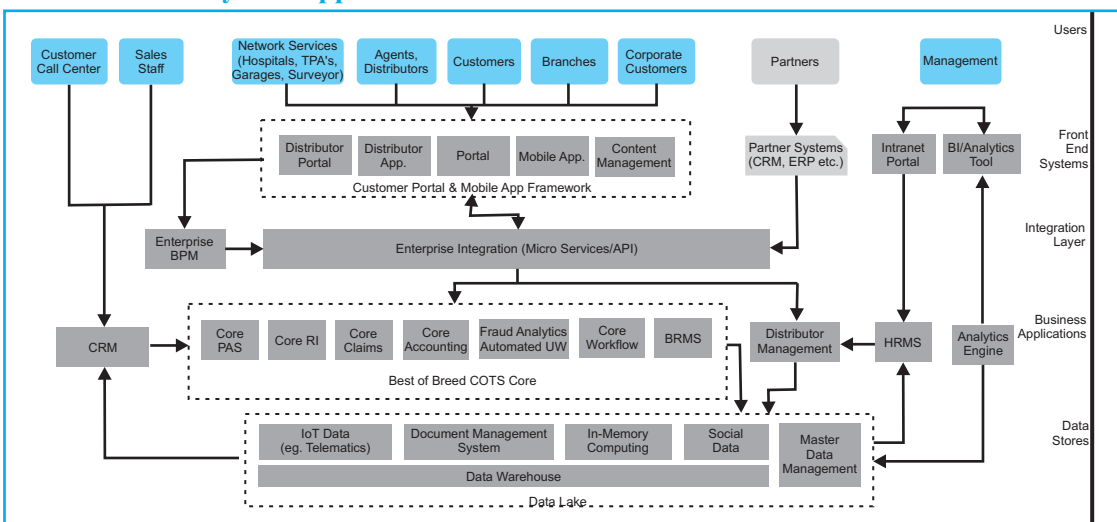 Users
Customer
Call Center
Sales
Staff
Network Services
(Hospitals, TPA's,
Garages, Surveyor)
Agents,
Distributors
Customers
Branches
Corporate
Customers
Partners
Management
Front
End
Systems
Distributor
Portal
Distributor
App.
Portal
Mobile App.
Content
Management
Customer Portal & Mobile App Framework
Partner Systems
(CRM, ERP etc.)
Intranet
Portal
BI/Analytics
Tool
Integration
Layer
Enterprise
BPM
Enterprise Integration (Micro Services/API)
Business
Applications
CRM
Core
PAS
Core RI
Core
Claims
Core
Accounting
Fraud Analytics
Automated UW
Core
Workflow
BRMS
Best of Breed COTS Core
Distributor
Management
HRMS
Analytics
Engine
Data
Stores
IoT Data
(eg. Telematics)
Document Management
System
In-Memory
Computing
Social
Data
Master
Data
Management
Data Warehouse
Data Lake